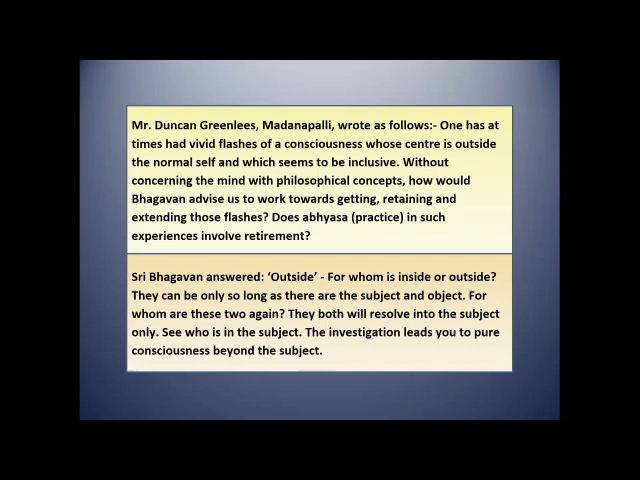 Mr. Duncan Greenlees, Madanapalli, wrote as follows:- One has at
times had vivid flashes of a consciousness whose centre is outside
the normal self and which seems to be inclusive. Without
concerning the mind with philosophical concepts, how would
Bhagavan advise us to work towards getting, retaining and
extending those flashes? Does abhyasa (practice) in such
experiences involve retirement?
Sri Bhagavan answered: ‘Outside’ - For whom is inside or outside?
They can be only so long as there are the subject and object. For
whom are these two again? They both will resolve into the subject
only. See who is in the subject. The investigation leads you to pure
consciousness beyond the subject.